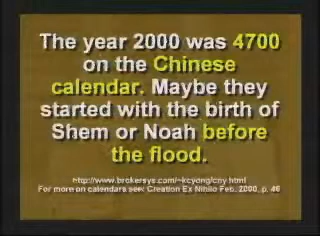 The year 2000 was 4700
on the Chinese
calendar. Maybe they
started with the birth of
Shem or Noah before
the flood.
http://www.brokersys.com/~kcyong/cny.html
For more on calendars see: Creation Ex Nihilo Feb. 2000, p. 46